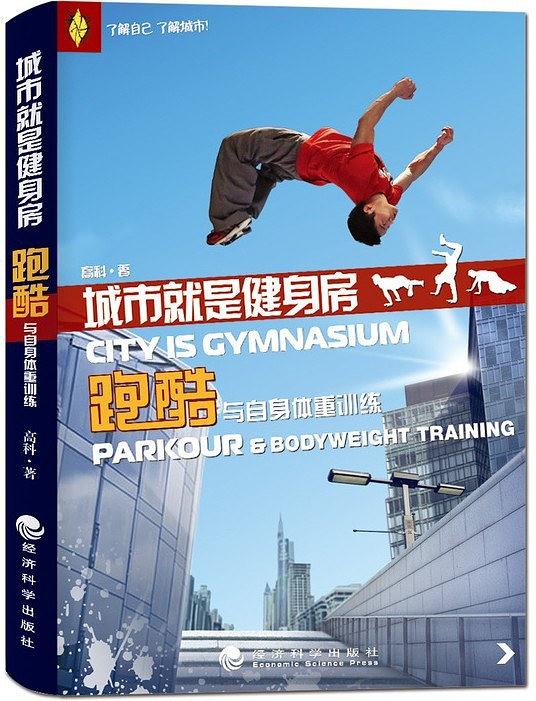 城市就是健身房
跑酷
与自身体重训练
高科·著
经济科学出版社
了解自己 了解城市!
高科·著
城市就是健身房
CITY IS GYMNASIUM
跑酷与自身体重训练
PARKOUR & BODYWEIGHT TRAINING
经济科学出版社
Economic Science Press